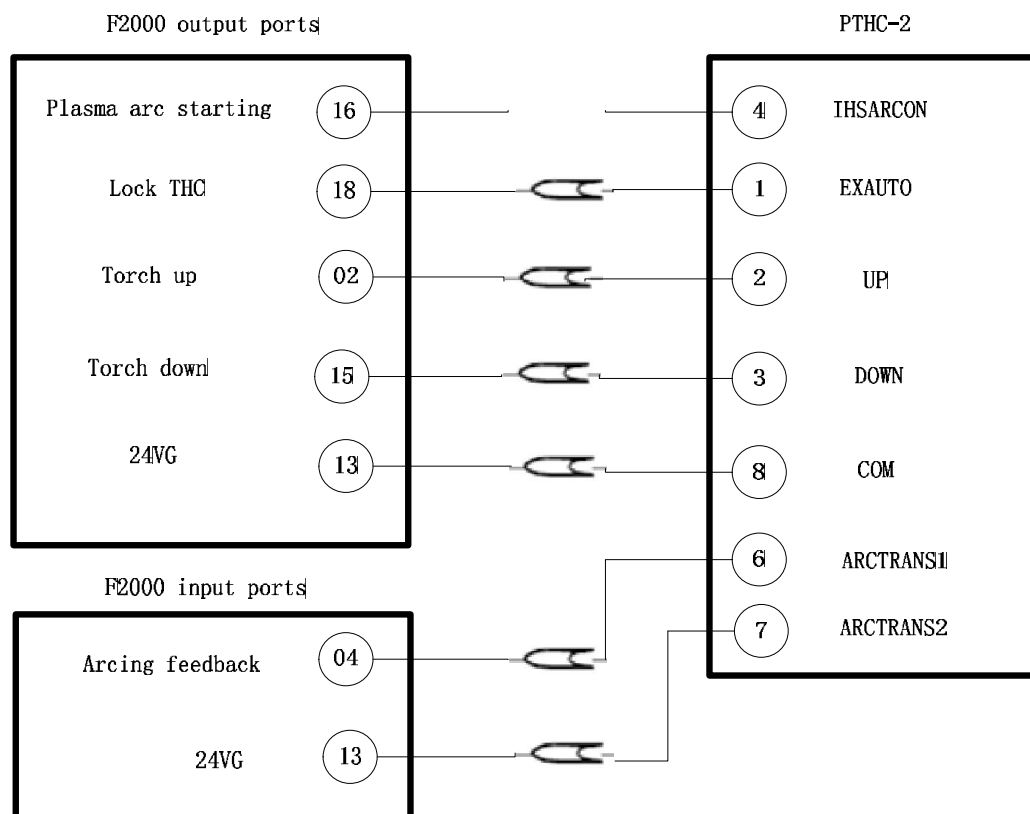 F2000 output ports
PTHC-2
Plasma arc starting 16 4 IHSARCON
Lock THC 18 1 EXAUTO
Torch up 02 2 UP
Torch down 15 3 DOWN
24VG 13 8 COM
6 ARCTRANS1
F2000 input ports
7 ARCTRANS2
Arcing feedback 04
24VG 13